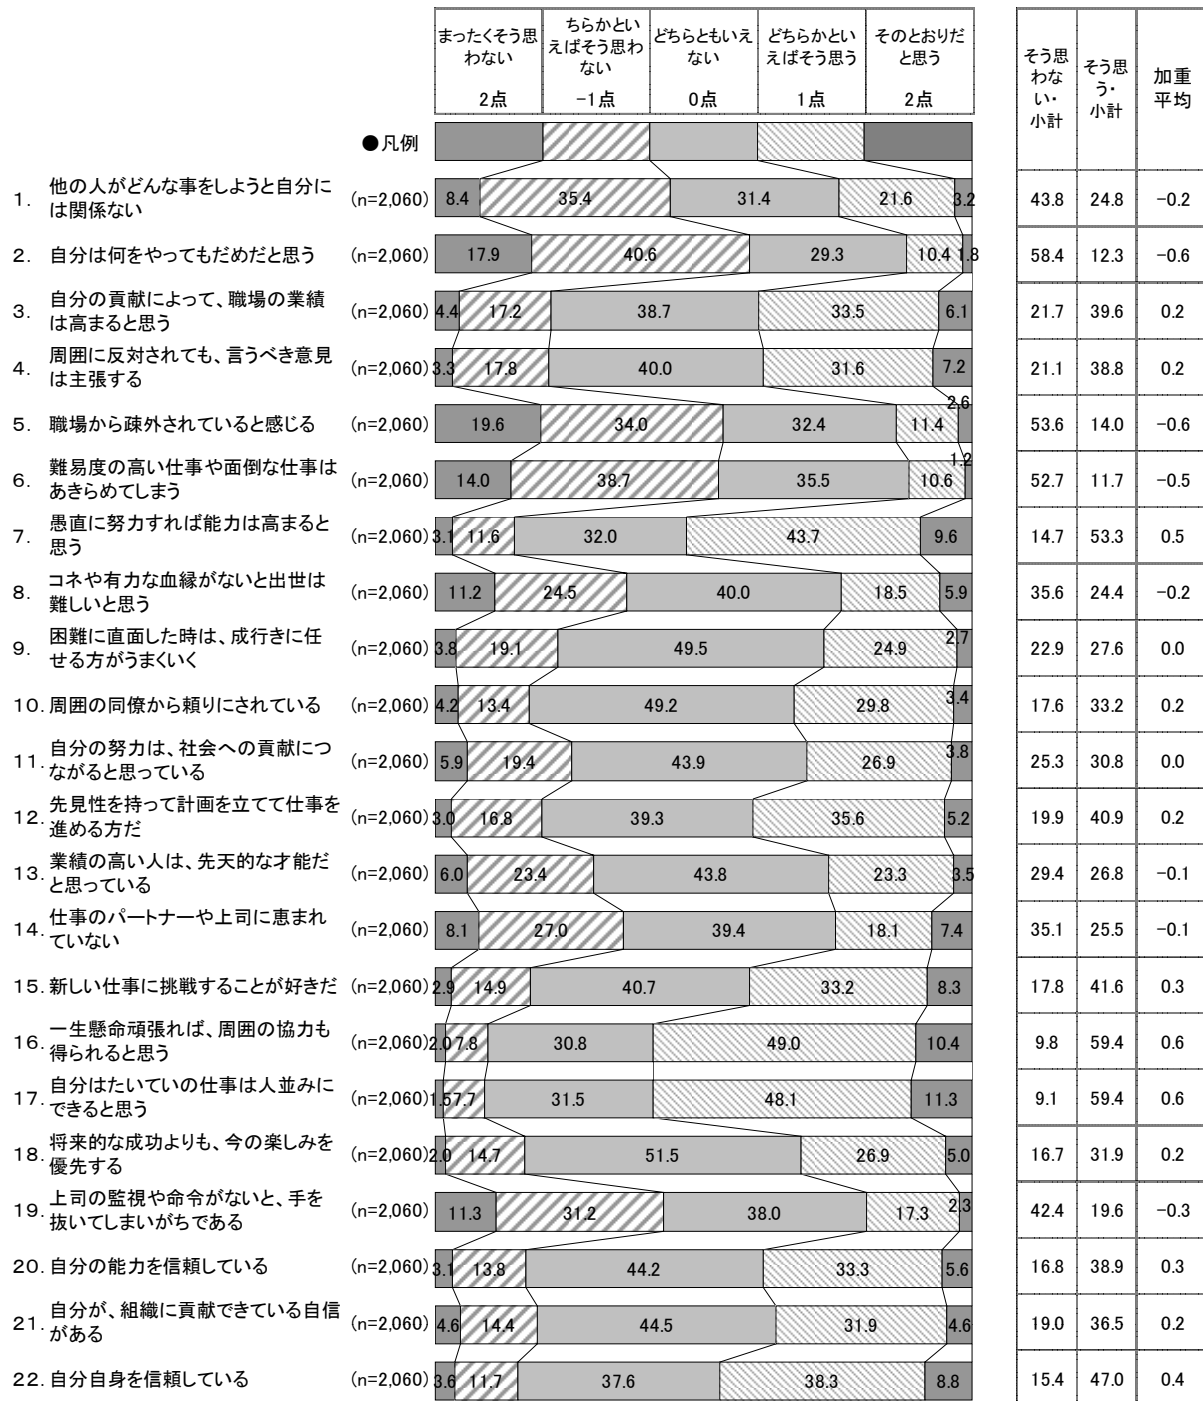 まったくそう思わない
ちらかといえばそう思わない
どちらともいえない
どちらかといえばそう思う
そのとおりだと思う
2点 -1点 0点 1点 2点
そう思わない・小計
そう思う・小計
加重平均
●凡例
1. 他の人がどんな事をしようと自分に
は関係ない
(n=2,060) 8.4 35.4 31.4 21.6 3.2 43.8 24.8 -0.2
2. 自分は何をやってもだめだと思う (n=2,060) 17.9 40.6 29.3 10.4 1.8 58.4 12.3 -0.6
3. 自分の貢献によって、職場の業績
は高まると思う
(n=2,060) 4.4 17.2 38.7 33.5 6.1 21.7 39.6 0.2
4. 周囲に反対されても、言うべき意見
は主張する
(n=2,060) 3.3 17.8 40.0 31.6 7.2 21.1 38.8 0.2
5. 職場から疎外されていると感じる (n=2,060) 19.6 34.0 32.4 11.4 2.6 53.6 14.0 -0.6
6. 難易度の高い仕事や面倒な仕事は
あきらめてしまう
(n=2,060) 14.0 38.7 35.5 10.6 1.2 52.7 11.7 -0.5
7. 愚直に努力すれば能力は高まると
思う
(n=2,060) 3.1 11.6 32.0 43.7 9.6 14.7 53.3 0.5
8. コネや有力な血縁がないと出世は
難しいと思う
(n=2,060) 11.2 24.5 40.0 18.5 5.9 35.6 24.4 -0.2
9. 困難に直面した時は、成行きに任
せる方がうまくいく
(n=2,060) 3.8 19.1 49.5 24.9 2.7 22.9 27.6 0.0
10. 周囲の同僚から頼りにされている (n=2,060) 4.2 13.4 49.2 29.8 3.4 17.6 33.2 0.2
11. 自分の努力は、社会への貢献につ
ながると思っている
(n=2,060) 5.9 19.4 43.9 26.9 3.8 25.3 30.8 0.0
12. 先見性を持って計画を立てて仕事を
進める方だ
(n=2,060) 3.0 16.8 39.3 35.6 5.2 19.9 40.9 0.2
13. 業績の高い人は、先天的な才能だ
と思っている
(n=2,060) 6.0 23.4 43.8 23.3 3.5 29.4 26.8 -0.1
14. 仕事のパートナーや上司に恵まれ
ていない
(n=2,060) 8.1 27.0 39.4 18.1 7.4 35.1 25.5 -0.1
15. 新しい仕事に挑戦することが好きだ (n=2,060) 2.9 14.9 40.7 33.2 8.3 17.8 41.6 0.3
16. 一生懸命頑張れば、周囲の協力も
得られると思う
(n=2,060) 2.0 7.8 30.8 49.0 10.4 9.8 59.4 0.6
17. 自分はたいていの仕事は人並みに
できると思う
(n=2,060) 1.5 7.7 31.5 48.1 11.3 9.1 59.4 0.6
18. 将来的な成功よりも、今の楽しみを
優先する
(n=2,060) 2.0 14.7 51.5 26.9 5.0 16.7 31.9 0.2
19. 上司の監視や命令がないと、手を
抜いてしまいがちである
(n=2,060) 11.3 31.2 38.0 17.3 2.3 42.4 19.6 -0.3
20. 自分の能力を信頼している (n=2,060) 3.1 13.8 44.2 33.3 5.6 16.8 38.9 0.3
21. 自分が、組織に貢献できている自信
がある
(n=2,060) 4.6 14.4 44.5 31.9 4.6 19.0 36.5 0.2
22. 自分自身を信頼している (n=2,060) 3.6 11.7 37.6 38.3 8.8 15.4 47.0 0.4